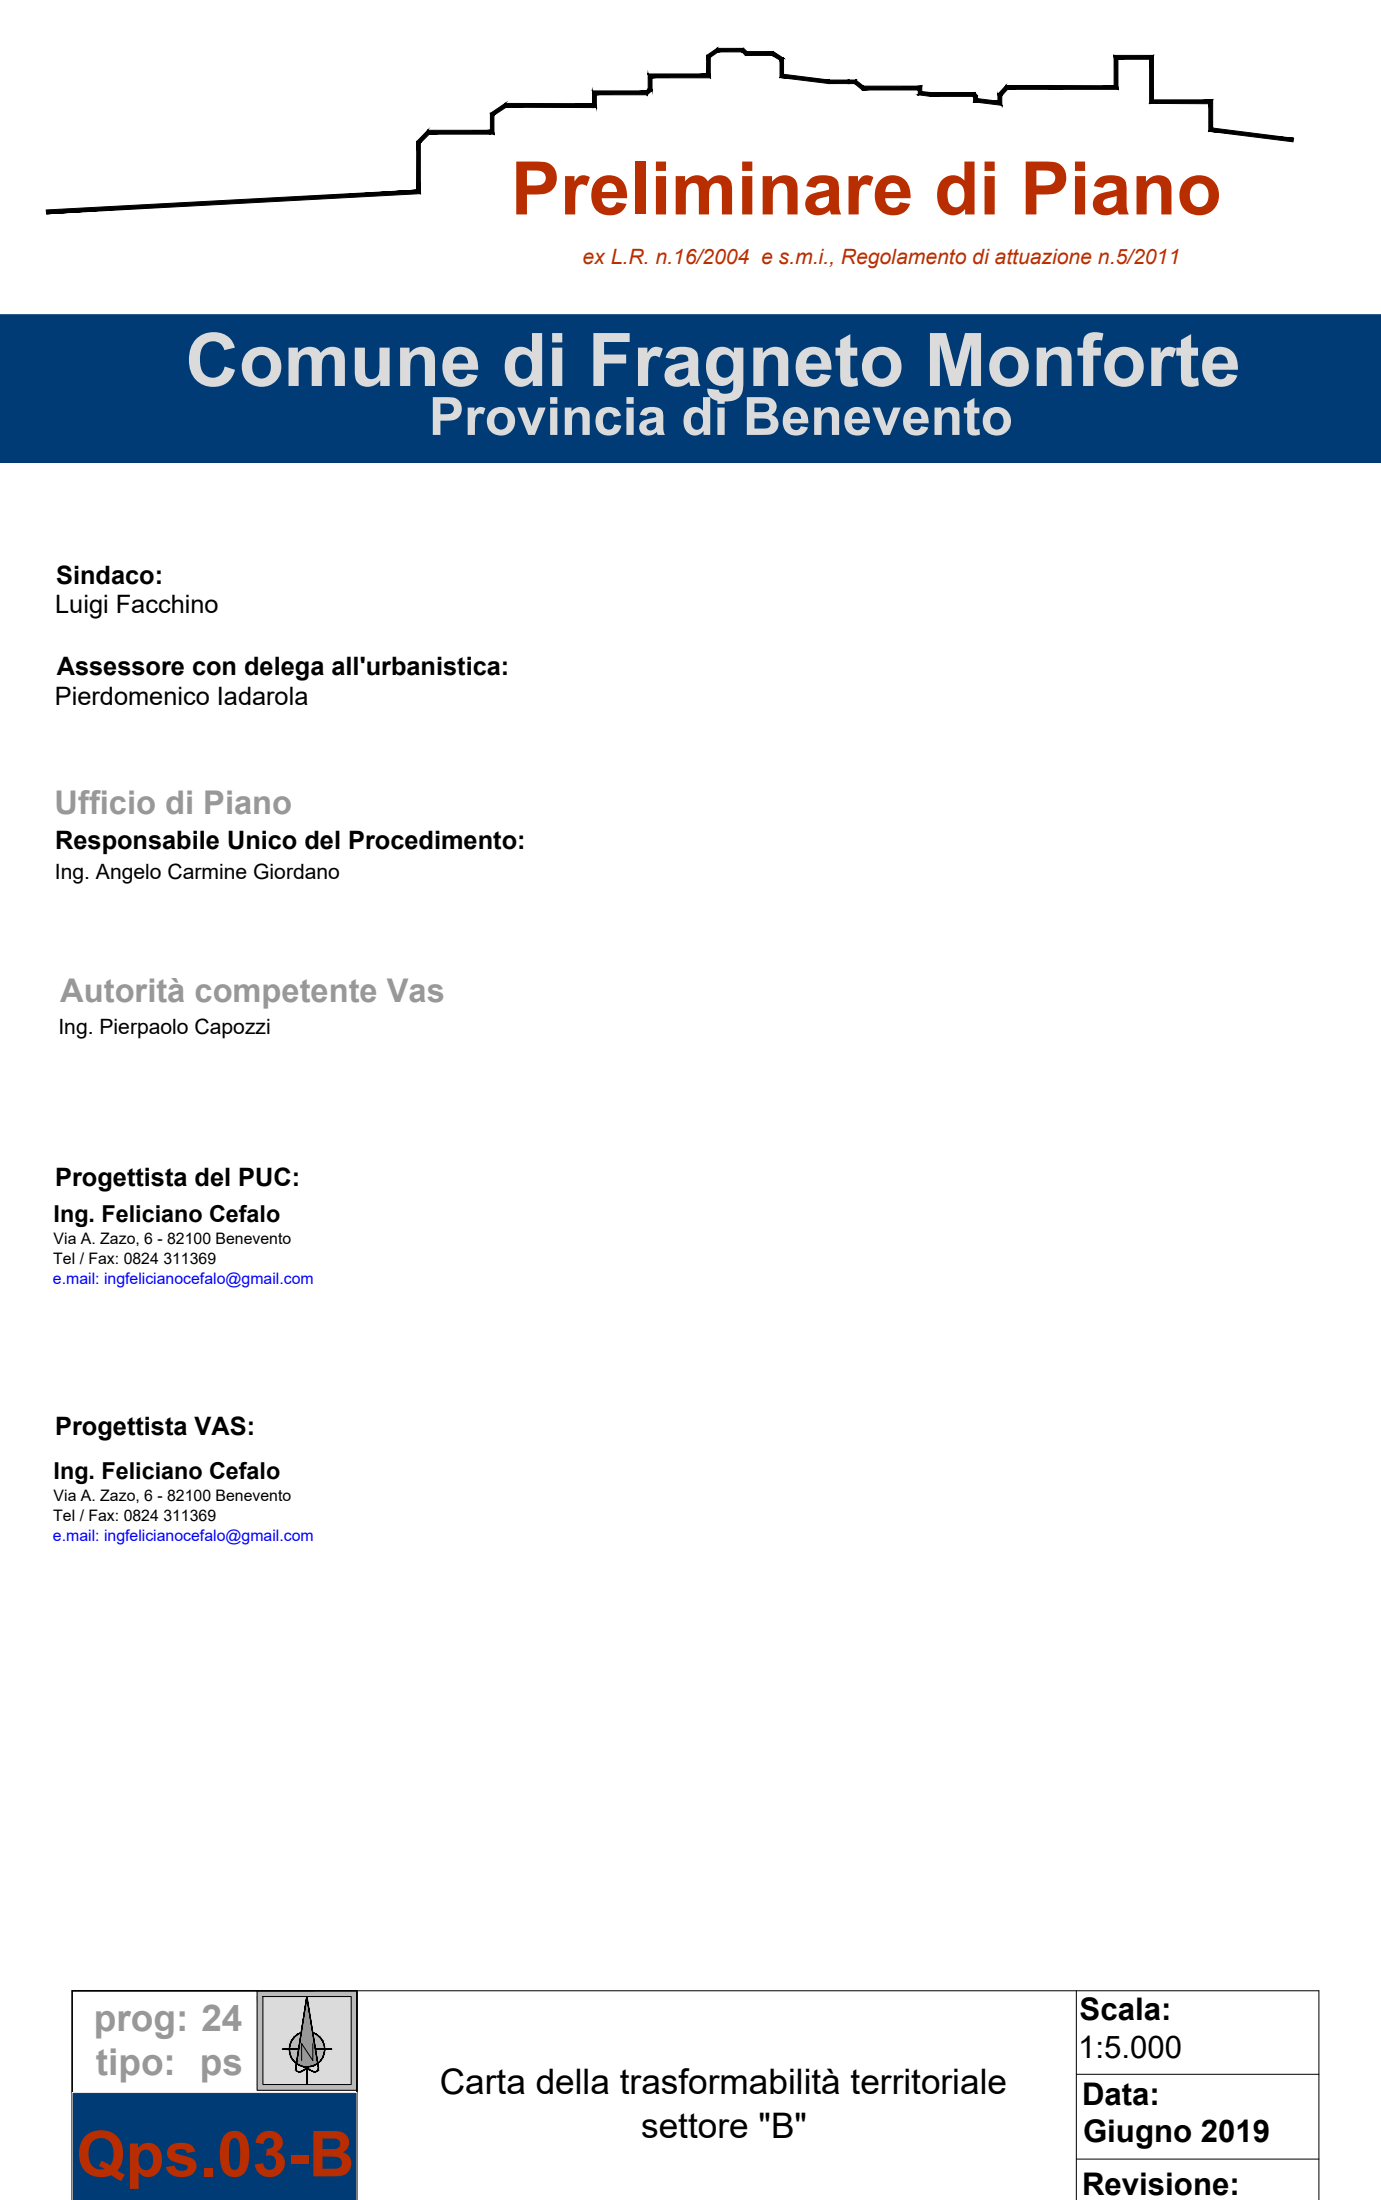 Preliminare di Piano
ex L.R. n.16/2004 e s.m.i., Regolamento di attuazione n.5/2011
Comune di Fragneto Monforte
Provincia di Benevento
Sindaco:
Luigi Facchino
Assessore con delega all'urbanistica:
Pierdomenico Iadarola
Ufficio di Piano
Responsabile Unico del Procedimento:
Ing. Angelo Carmine Giordano
Autorità competente Vas
Ing. Pierpaolo Capozzi
Progettista del PUC:
Ing. Feliciano Cefalo
Via A. Zazo, 6 - 82100 Benevento
Tel / Fax: 0824 311369
e.mail: ingfelicianocefalo@gmail.com
Progettista VAS:
Ing. Feliciano Cefalo
Via A. Zazo, 6 - 82100 Benevento
Tel / Fax: 0824 311369
e.mail: ingfelicianocefalo@gmail.com
prog: 24
tipo: ps
N
Qps.03-B
Carta della trasformabilità territoriale
settore "B"
Scala:
1:5.000
Data:
Giugno 2019
Revisione: